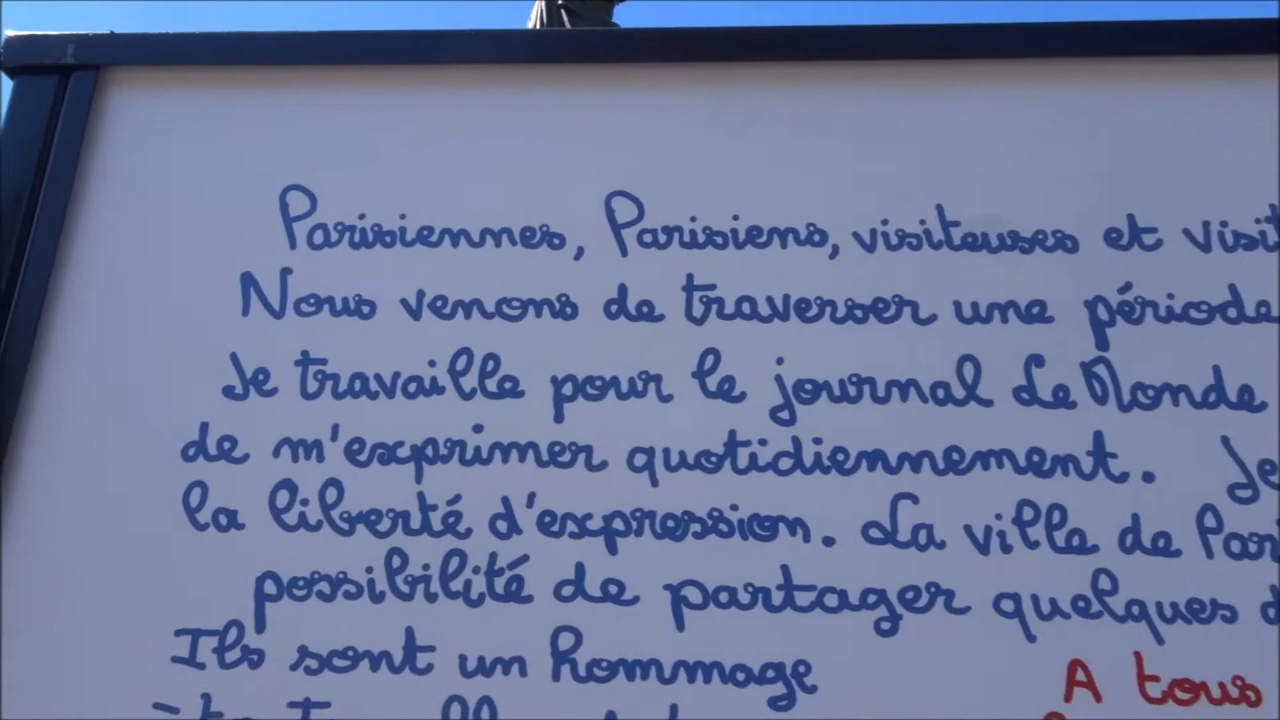 Parisiennes, Parisiens, visiteuses et visit
Nous venons de traverser une période
Je travaille pour le journal Le Monde
de m'exprimer quotidiennement. Je
la liberté d'expression. La ville de Par
possibilité de partager quelques
Ils sont un hommage
A tous